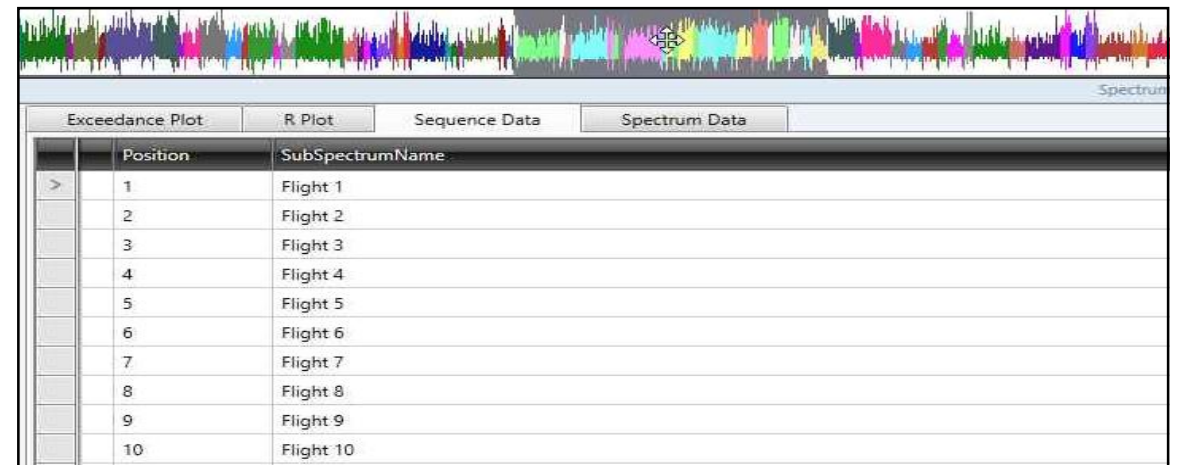 Spectrum
Exceedance Plot R Plot Sequence Data Spectrum Data
Position SubSpectrumName
> 1 Flight 1
2 Flight 2
3 Flight 3
4 Flight 4
5 Flight 5
6 Flight 6
7 Flight 7
8 Flight 8
9 Flight 9
10 Flight 10